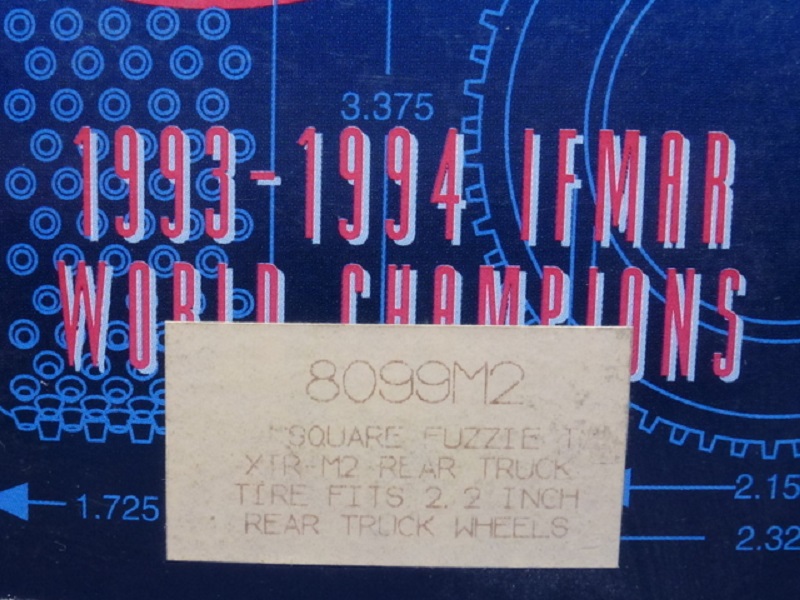 3.375
1993-1994 IFMAR
WORLD CHAMPIONS
8099M2
"SQUARE FUZZIE
XTR-M2 REAR TRUCK
TIRE FITS 2.2 INCH
REAR TRUCK WHEELS
1.725
2.15
2.32